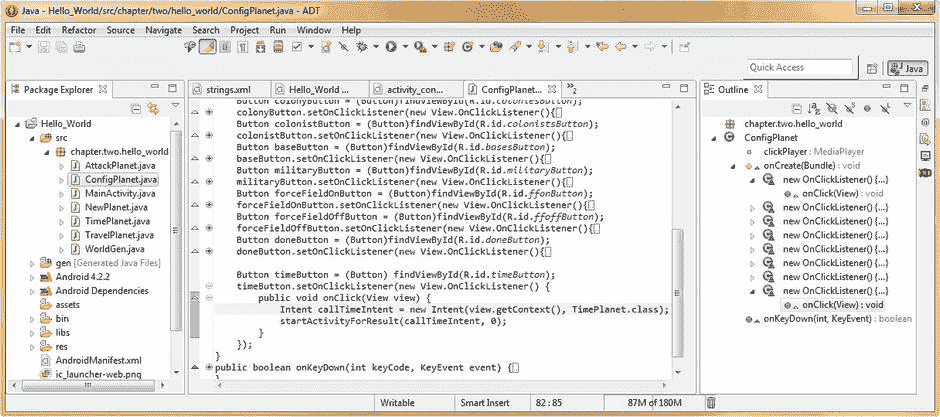 Java - Hello_World/src/chapter/two/hello_world/ConfigPlanet.java - ADT
File Edit Refactor Source Navigate Search Project Run Window Help
Quick Access
Java
Package Explorer
Hello_World
src
chapter.two.hello_world
AttackPlanet.java
ConfigPlanet.java
MainActivity.java
NewPlanet.java
TimePlanet.java
TravelPlanet.java
WorldGen.java
gen [Generated Java Files]
Android 4.2.2
Android Dependencies
assets
bin
libs
res
AndroidManifest.xml
ic_launcher-web.png
strings.xml
Hello_World ...
activity_con...
ConfigPlanet...
»2
Button colonyButton = (Button)findViewById(R.id.coloniesButton);
colonyButton.setOnClickListener(new View.OnClickListener(){
Button colonistButton = (Button)findViewById(R.id.colonistsButton);
colonistButton.setOnClickListener(new View.OnClickListener(){
Button baseButton = (Button)findViewById(R.id.basesButton);
baseButton.setOnClickListener(new View.OnClickListener(){
Button militaryButton = (Button)findViewById(R.id.militaryButton);
militaryButton.setOnClickListener(new View.OnClickListener(){
Button forceFieldOnButton = (Button)findViewById(R.id.ffonButton);
forceFieldOnButton.setOnClickListener(new View.OnClickListener(){
Button forceFieldOffButton = (Button)findViewById(R.id.ffoffButton);
forceFieldOffButton.setOnClickListener(new View.OnClickListener(){
Button doneButton = (Button)findViewById(R.id.doneButton);
doneButton.setOnClickListener(new View.OnClickListener(){
Button timeButton = (Button) findViewById(R.id.timeButton);
timeButton.setOnClickListener(new View.OnClickListener() {
public void onClick(View view) {
Intent callTimeIntent = new Intent(view.getContext(), TimePlanet.class);
startActivityForResult(callTimeIntent, 0);
}
});
}
public boolean onKeyDown(int keyCode, KeyEvent event) {
}
Outline
chapter.two.hello_world
ConfigPlanet
clickPlayer : MediaPlayer
onCreate(Bundle) : void
new OnClickListener() {...}
onClick(View) : void
new OnClickListener() {...}
new OnClickListener() {...}
new OnClickListener() {...}
new OnClickListener() {...}
new OnClickListener() {...}
new OnClickListener() {...}
onClick(View) : void
onKeyDown(int, KeyEvent) : boolean
Writable
Smart Insert
82 : 85
87M of 180M